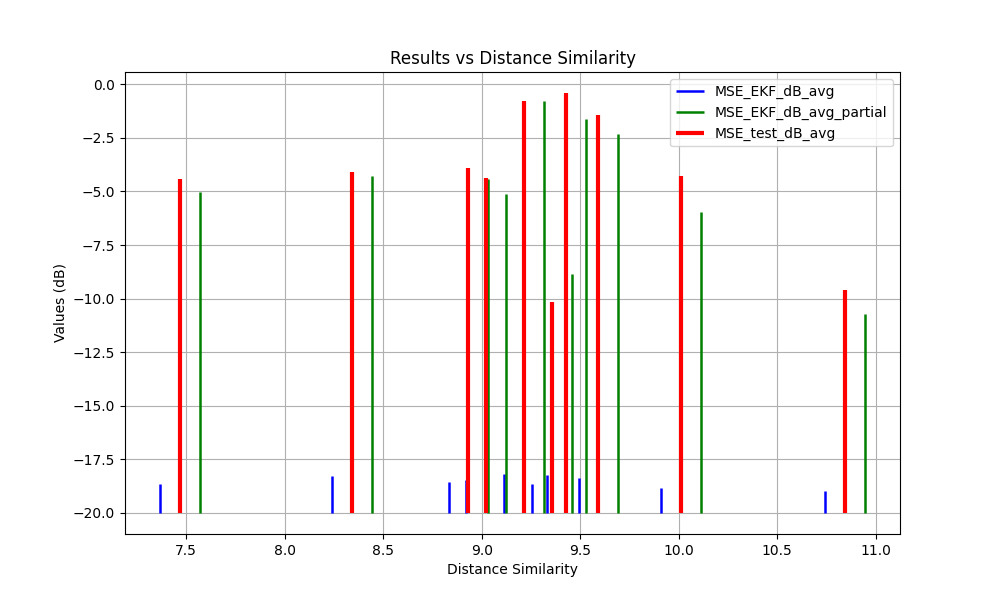 Results vs Distance Similarity
MSE_EKF_dB_avg
MSE_EKF_dB_avg_partial
MSE_test_dB_avg
Values (dB)
0.0
−2.5
−5.0
−7.5
−10.0
−12.5
−15.0
−17.5
−20.0
7.5 8.0 8.5 9.0 9.5 10.0 10.5 11.0
Distance Similarity